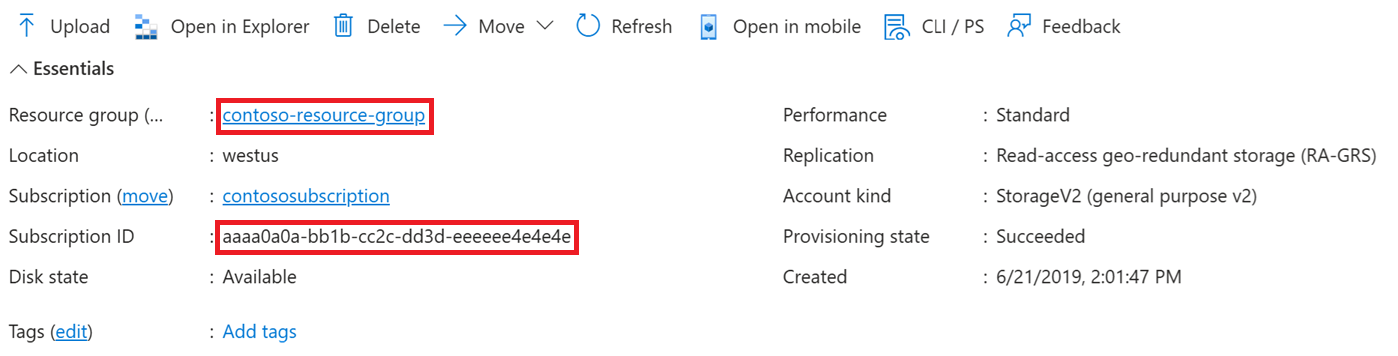 Upload Open in Explorer Delete Move Refresh Open in mobile CLI / PS Feedback
Essentials
Resource group (... : contoso-resource-group
Performance : Standard
Location : westus
Replication : Read-access geo-redundant storage (RA-GRS)
Subscription (move) : contososubscription
Account kind : StorageV2 (general purpose v2)
Subscription ID : aaaa0a0a-bb1b-cc2c-dd3d-eeeeee4e4e4e
Provisioning state : Succeeded
Disk state : Available
Created : 6/21/2019, 2:01:47 PM
Tags (edit) : Add tags